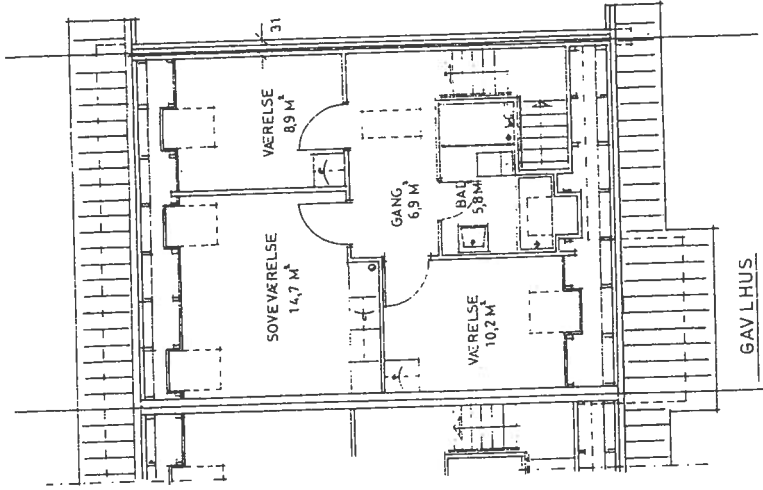 31
VÆRELSE
8,9 M²
SOVEVÆRELSE
14,7 M²
GANG
6,9 M²
BAD
5,8 M²
VÆRELSE
10,2 M²
GAVLHUS